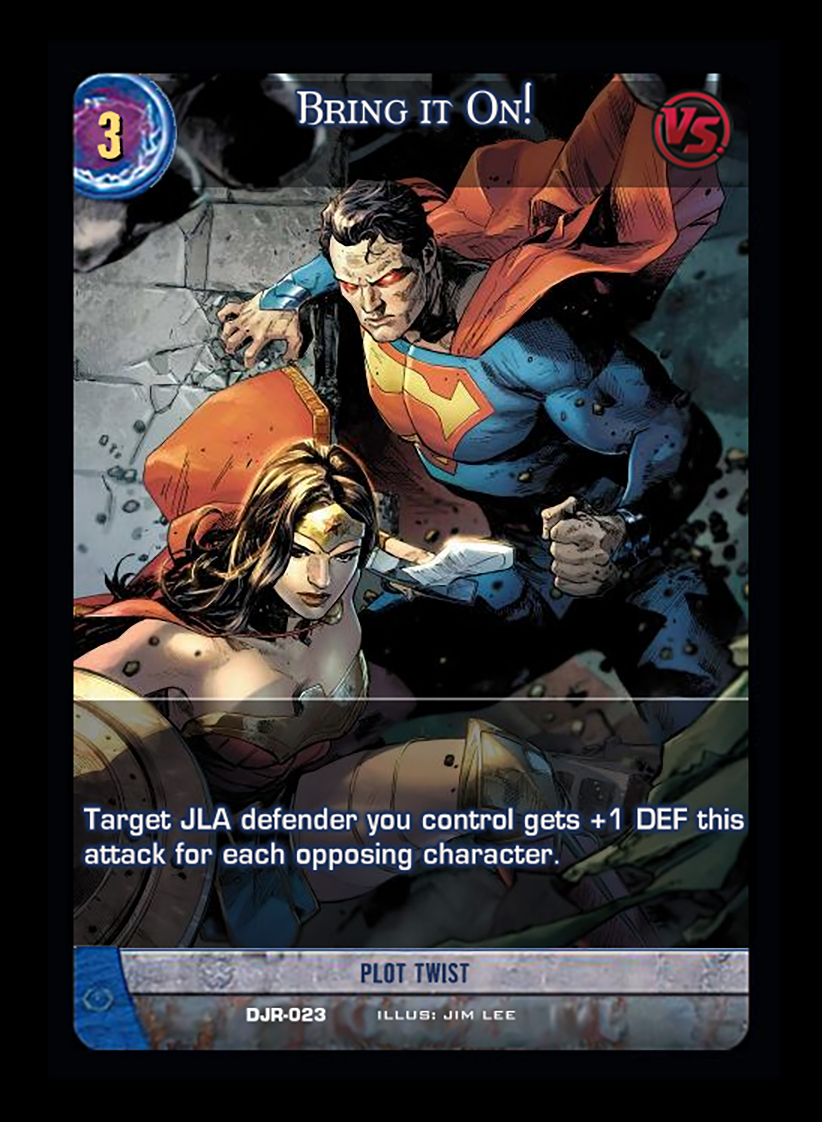 3
Bring it On!
VS.
Target JLA defender you control gets +1 DEF this
attack for each opposing character.
PLOT TWIST
DJR-023 ILLUS: JIM LEE